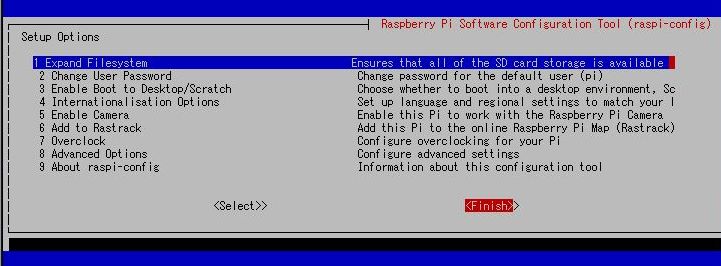 Raspberry Pi Software Configuration Tool (raspi-config)
Setup Options
1 Expand Filesystem Ensures that all of the SD card storage is available
2 Change User Password Change password for the default user (pi)
3 Enable Boot to Desktop/Scratch Choose whether to boot into a desktop environment, Sc
4 Internationalisation Options Set up language and regional settings to match your l
5 Enable Camera Enable this Pi to work with the Raspberry Pi Camera
6 Add to Rastrack Add this Pi to the online Raspberry Pi Map (Rastrack)
7 Overclock Configure overclocking for your Pi
8 Advanced Options Configure advanced settings
9 About raspi-config Information about this configuration tool
<Select>> <Finish>>